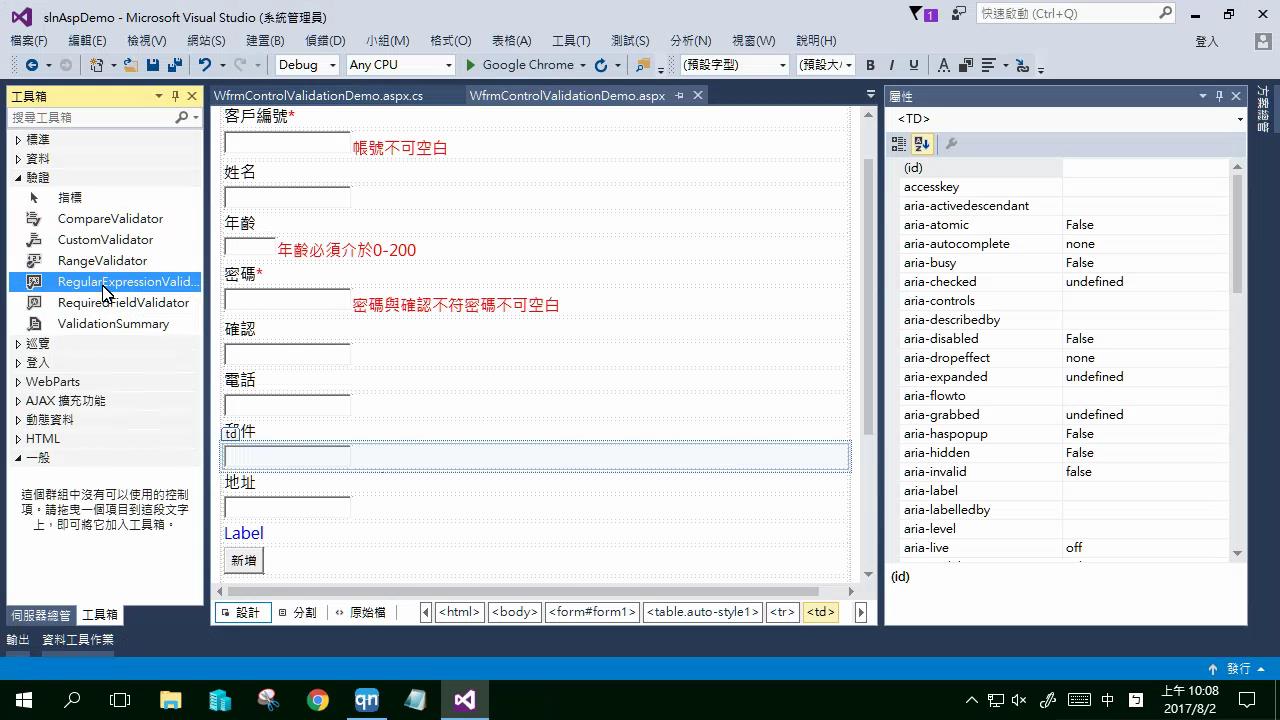 slnAspDemo - Microsoft Visual Studio (系統管理員)
1
快速啟動 (Ctrl+Q)
檔案(F) 編輯(E) 檢視(V) 網站(S) 建置(B) 偵錯(D) 小組(M) 格式(O) 表格(A) 工具(T) 測試(S) 分析(N) 視窗(W) 說明(H)
登入
Debug
Any CPU
Google Chrome
(預設字型)
(預設大
B I U A
工具箱
搜尋工具箱
標準
資料
驗證
指標
CompareValidator
CustomValidator
RangeValidator
RegularExpressionValid...
RequiredFieldValidator
ValidationSummary
巡覽
登入
WebParts
AJAX 擴充功能
動態資料
HTML
一般
這個群組中沒有可以使用的控制
項。請拖曳一個項目到這段文字
上，即可將它加入工具箱。
伺服器總管 工具箱
輸出 資料工具作業
WfrmControlValidationDemo.aspx.cs
WfrmControlValidationDemo.aspx
客戶編號*
帳號不可空白
姓名
年齡
年齡必須介於0-200
密碼*
密碼與確認不符密碼不可空白
確認
電話
郵件
td
地址
Label
新增
設計 分割 原始檔
<html> <body> <form#form1> <table.auto-style1> <tr> <td>
屬性
<TD>
(id)
accesskey
aria-activedescendant
aria-atomic False
aria-autocomplete none
aria-busy False
aria-checked undefined
aria-controls
aria-describedby
aria-disabled False
aria-dropeffect none
aria-expanded undefined
aria-flowto
aria-grabbed undefined
aria-haspopup False
aria-hidden False
aria-invalid false
aria-label
aria-labelledby
aria-level
aria-live off
(id)
方案總管
發行
qn
中
上午 10:08
2017/8/2